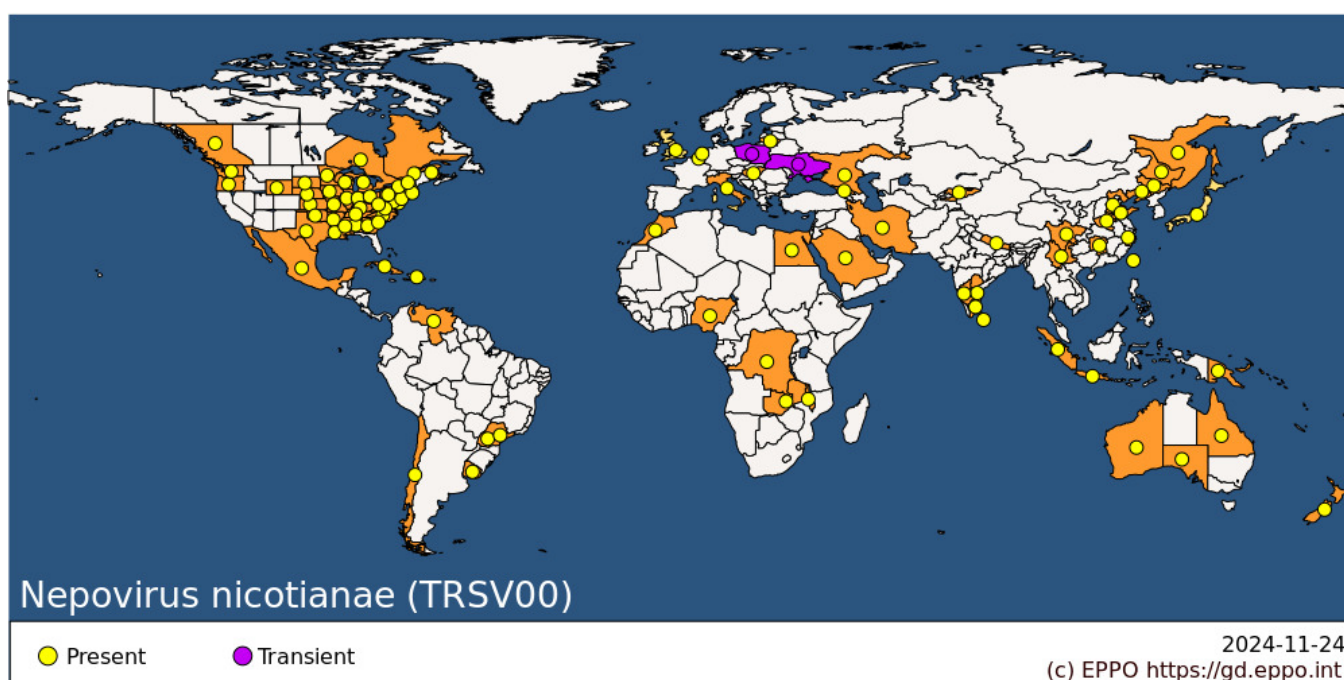 Nepovirus nicotianae (TRSV00)
Present
Transient
2024-11-24
(c) EPPO https://gd.eppo.int